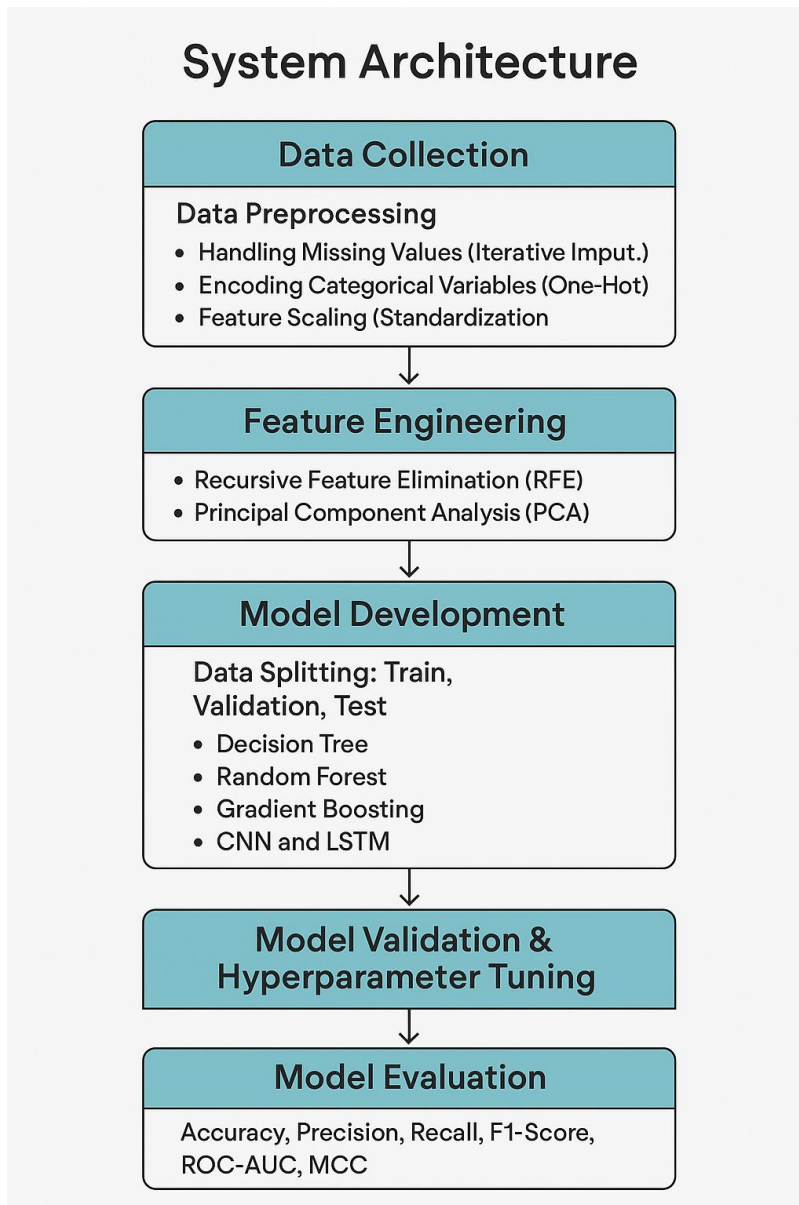 System Architecture
Data Collection
Data Preprocessing
• Handling Missing Values (Iterative Imput.)
• Encoding Categorical Variables (One-Hot)
• Feature Scaling (Standardization
Feature Engineering
• Recursive Feature Elimination (RFE)
• Principal Component Analysis (PCA)
Model Development
Data Splitting: Train,
Validation, Test
• Decision Tree
• Random Forest
• Gradient Boosting
• CNN and LSTM
Model Validation &
Hyperparameter Tuning
Model Evaluation
Accuracy, Precision, Recall, F1-Score,
ROC-AUC, MCC